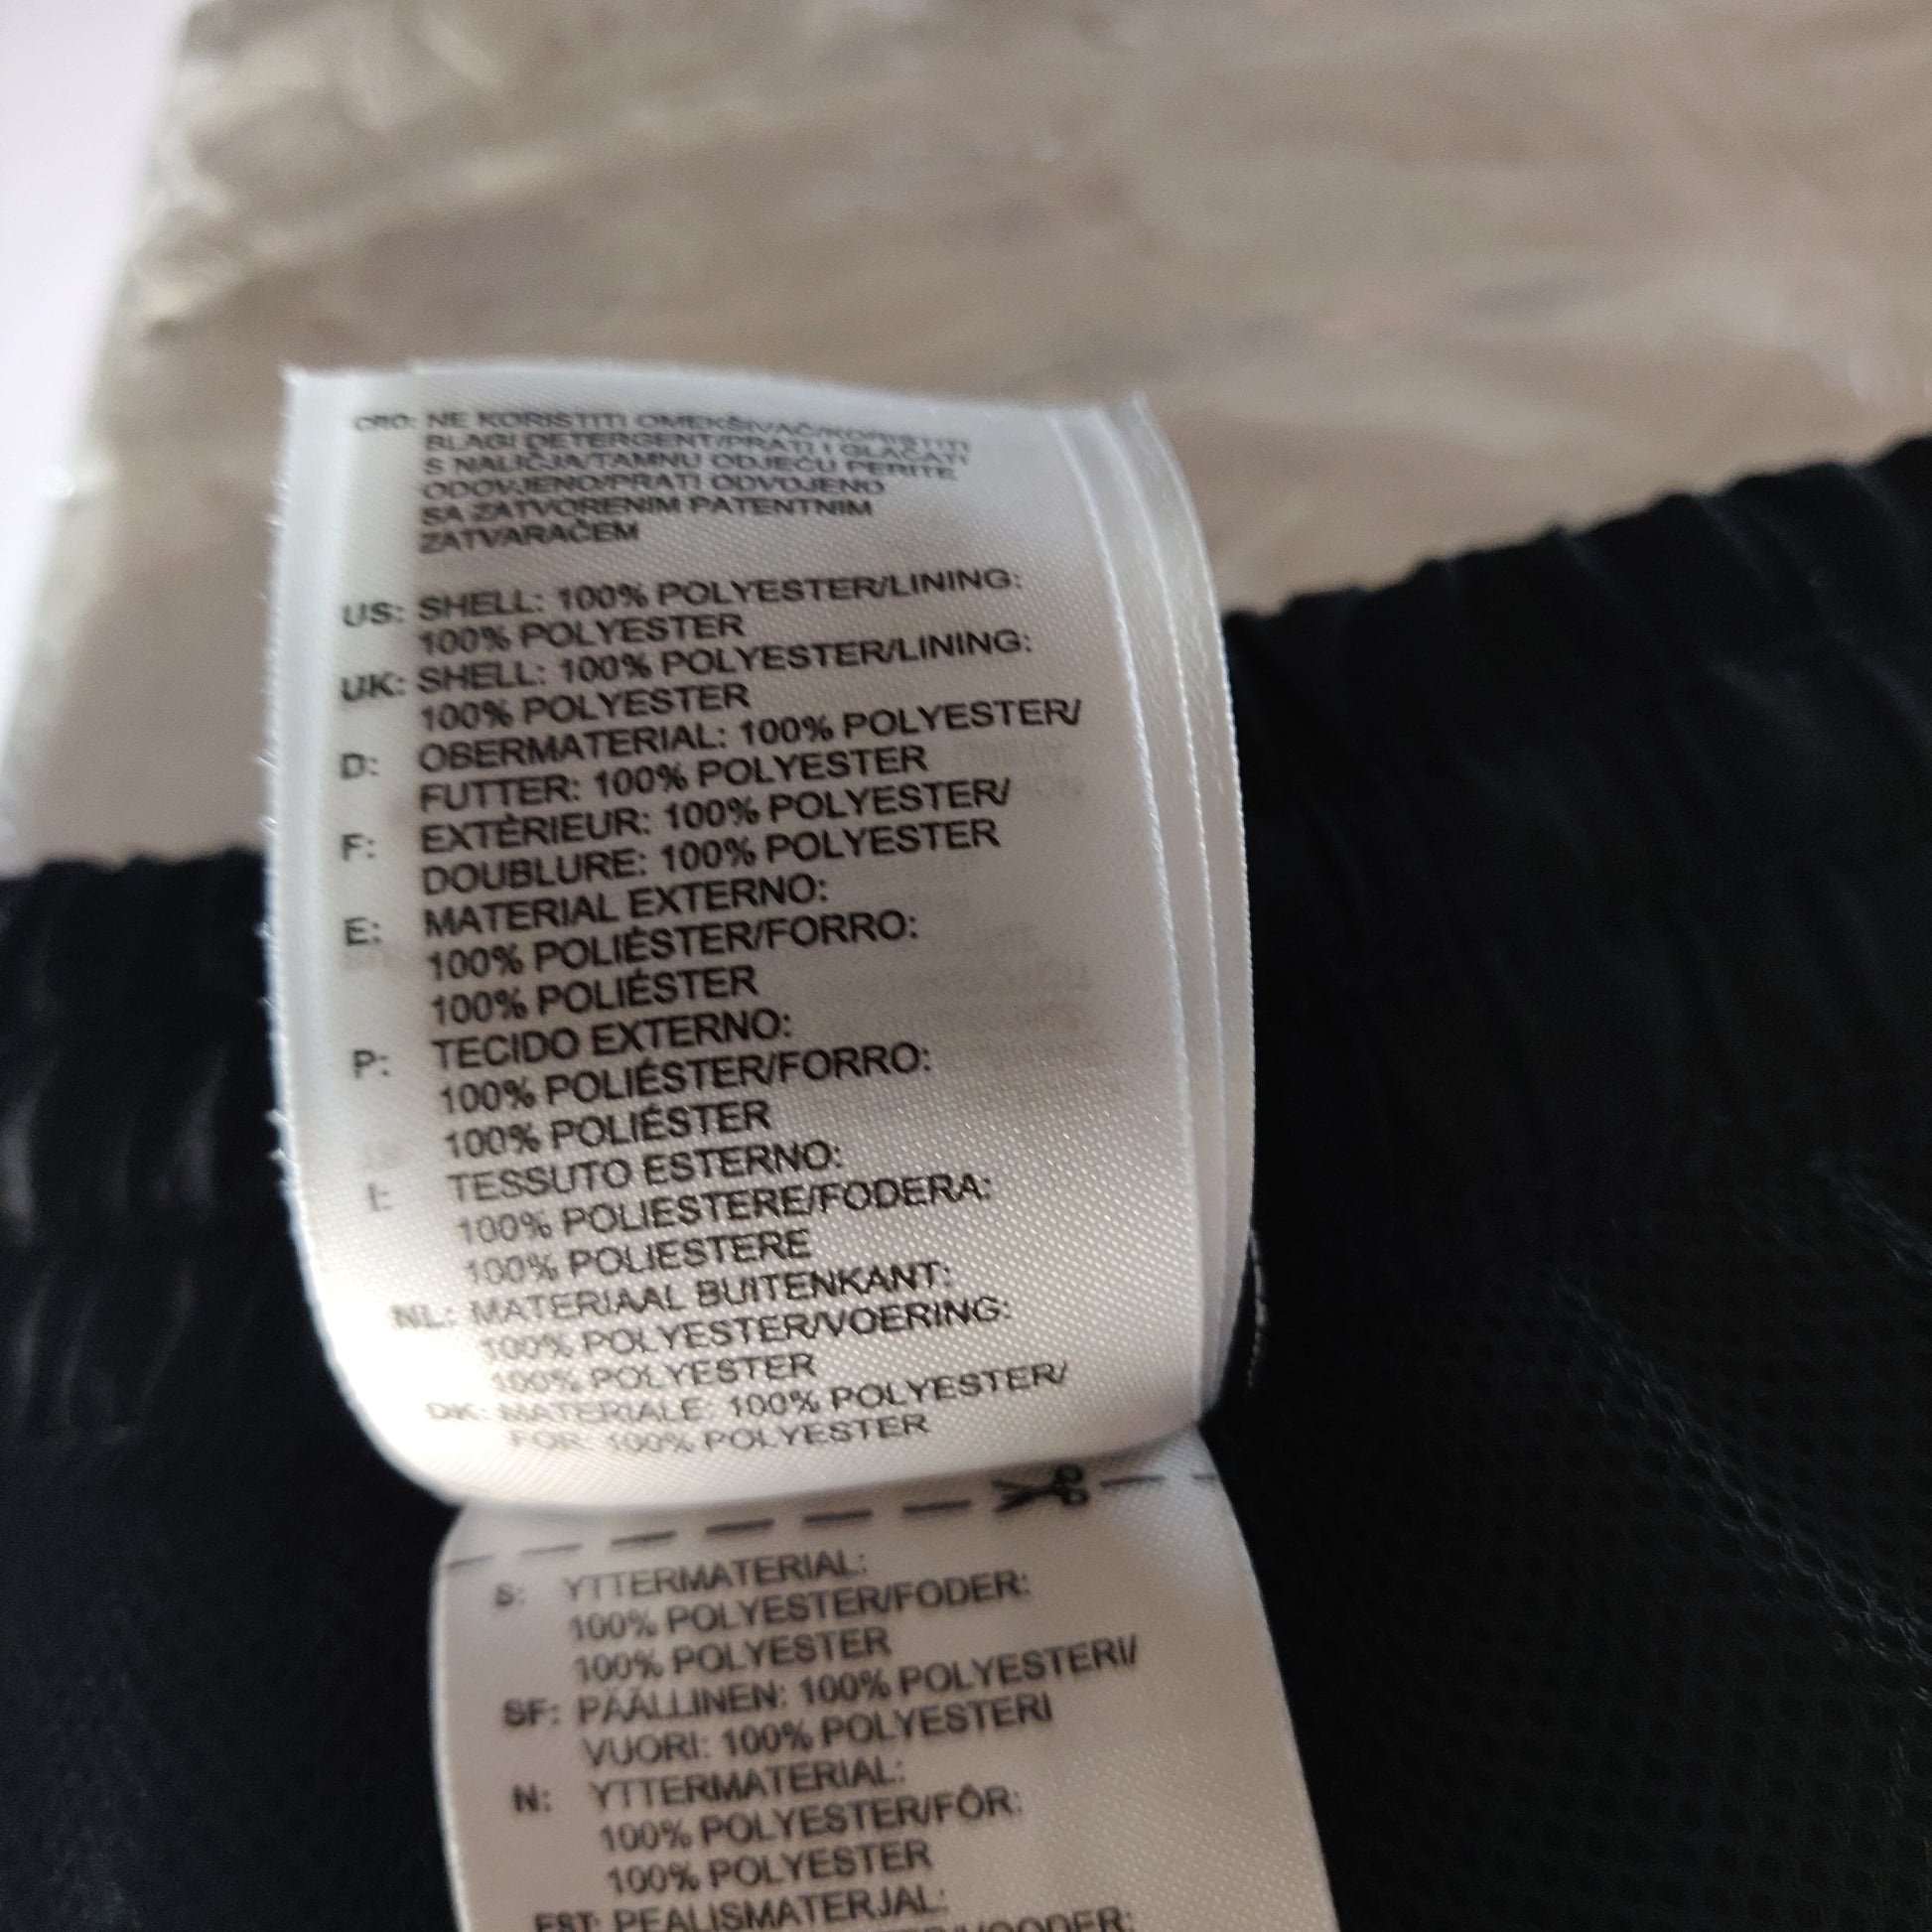 CRO: NE KORISTITI OMEKŠIVAČ/KORISTITI
BLAGI DETERGENT/PRATI I GLAČATI
S NALIČJA/TAMNU ODJEĆU PERITE
ODOVJENO/PRATI ODVOJENO
SA ZATVORENIM PATENTNIM
ZATVARAČEM
US: SHELL: 100% POLYESTER/LINING:
100% POLYESTER
UK: SHELL: 100% POLYESTER/LINING:
100% POLYESTER
D: OBERMATERIAL: 100% POLYESTER/
FUTTER: 100% POLYESTER
F: EXTÉRIEUR: 100% POLYESTER/
DOUBLURE: 100% POLYESTER
E: MATERIAL EXTERNO:
100% POLIÉSTER/FORRO:
100% POLIÉSTER
P: TECIDO EXTERNO:
100% POLIÉSTER/FORRO:
100% POLIÉSTER
I: TESSUTO ESTERNO:
100% POLIESTERE/FODERA:
100% POLIESTERE
NL: MATERIAAL BUITENKANT:
100% POLYESTER/VOERING:
100% POLYESTER
DK: MATERIALE: 100% POLYESTER/
FOR: 100% POLYESTER
S: YTTERMATERIAL:
100% POLYESTER/FODER:
100% POLYESTER
SF: PÄÄLLINEN: 100% POLYESTERI/
VUORI: 100% POLYESTERI
N: YTTERMATERIAL:
100% POLYESTER/FÔR:
100% POLYESTER
EST: PEALISMATERJAL: